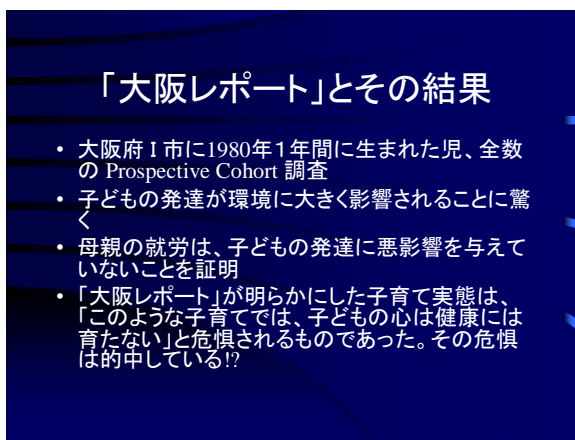 「大阪レポート」とその結果
• 大阪府 I 市に1980年１年間に生まれた児、全数
の Prospective Cohort 調査
• 子どもの発達が環境に大きく影響されることに驚
く
• 母親の就労は、子どもの発達に悪影響を与えて
いないことを証明
• 「大阪レポート」が明らかにした子育て実態は、
「このような子育てでは、子どもの心は健康には
育たない」と危惧されるものであった。その危惧
は的中している!?